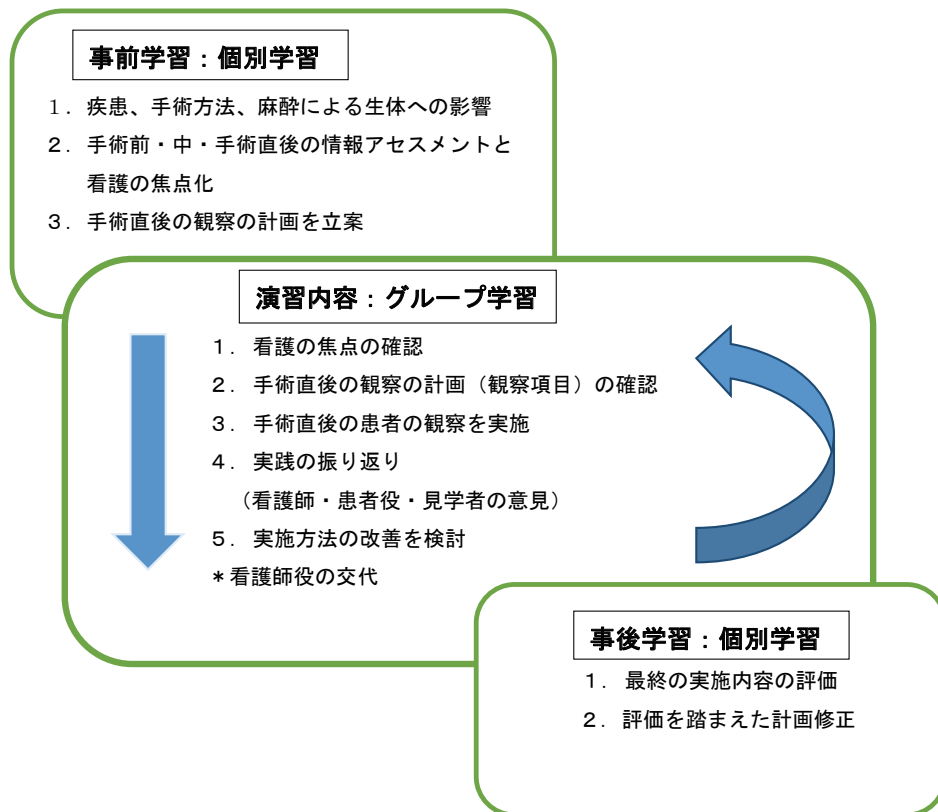 事前学習：個別学習
１．疾患、手術方法、麻酔による生体への影響
２．手術前・中・手術直後の情報アセスメントと
看護の焦点化
３．手術直後の観察の計画を立案
演習内容：グループ学習
１．看護の焦点の確認
２．手術直後の観察の計画（観察項目）の確認
３．手術直後の患者の観察を実施
４．実践の振り返り
（看護師・患者役・見学者の意見）
５．実施方法の改善を検討
＊看護師役の交代
事後学習：個別学習
１．最終の実施内容の評価
２．評価を踏まえた計画修正